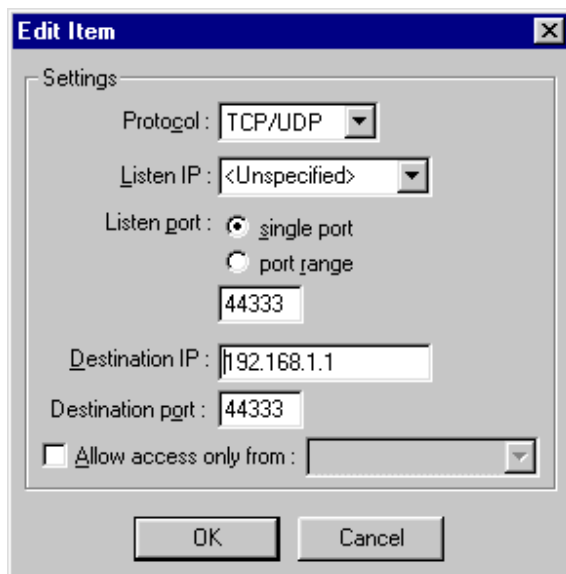 Edit Item
Settings
Protocol : TCP/UDP
Listen IP : <Unspecified>
Listen port : single port
port range
44333
Destination IP : 192.168.1.1
Destination port : 44333
Allow access only from :
OK Cancel